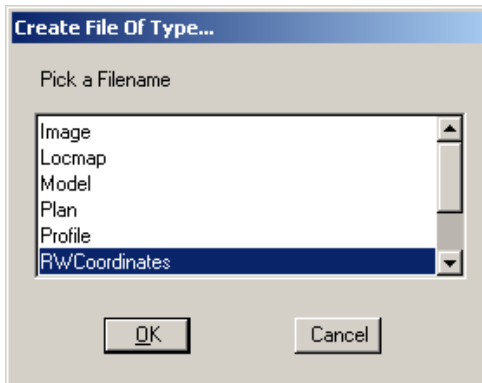 Create File Of Type...
Pick a Filename
Image
Locmap
Model
Plan
Profile
RWCoordinates
OK
Cancel